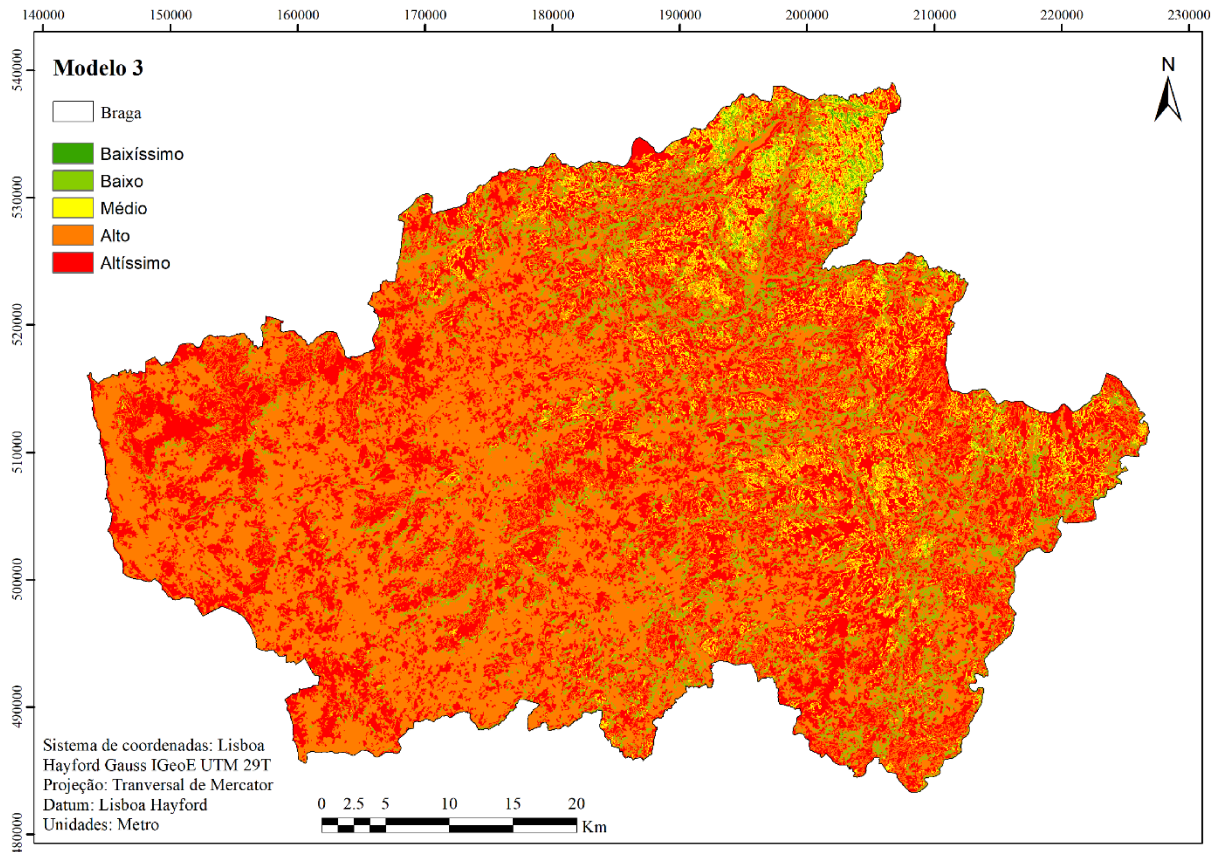 140000 150000 160000 170000 180000 190000 200000 210000 220000 230000
540000
530000
520000
510000
500000
490000
480000
Modelo 3
Braga
Baixíssimo
Baixo
Médio
Alto
Altíssimo
N
Sistema de coordenadas: Lisboa
Hayford Gauss IGeoE UTM 29T
Projeção: Tranversal de Mercator
Datum: Lisboa Hayford
Unidades: Metro
0 2.5 5 10 15 20
Km